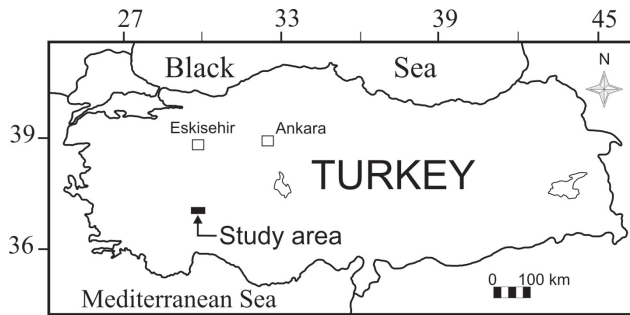 27 33 39 45
Black Sea
N
Eskisehir Ankara
39
TURKEY
Study area
36
0 100 km
Mediterranean Sea